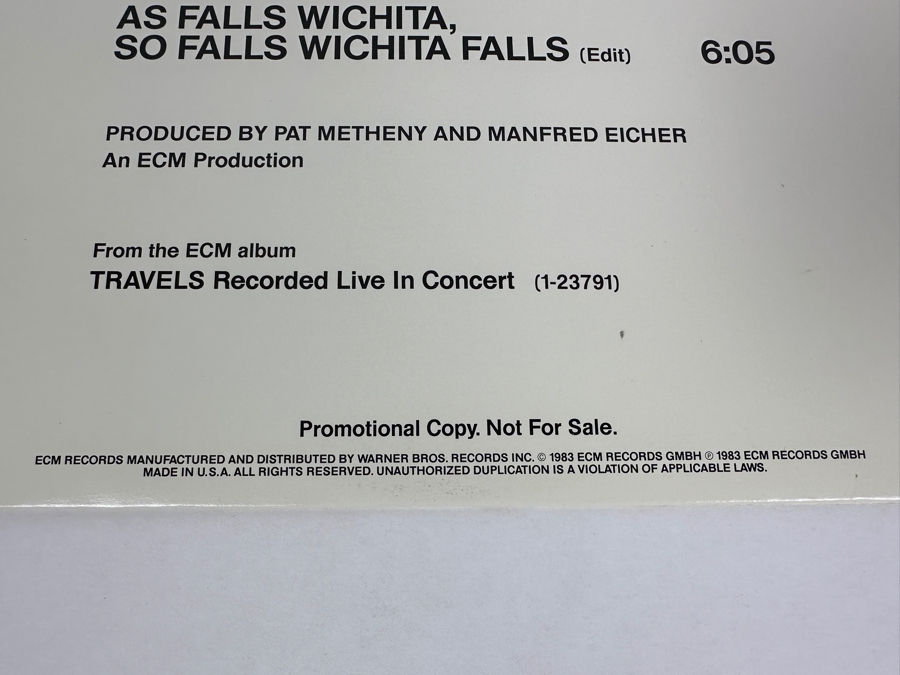 AS FALLS WICHITA,
SO FALLS WICHITA FALLS (Edit) 6:05
PRODUCED BY PAT METHENY AND MANFRED EICHER
An ECM Production
From the ECM album
TRAVELS Recorded Live In Concert (1-23791)
Promotional Copy. Not For Sale.
ECM RECORDS MANUFACTURED AND DISTRIBUTED BY WARNER BROS. RECORDS INC. © 1983 ECM RECORDS GMBH ℗ 1983 ECM RECORDS GMBH
MADE IN U.S.A. ALL RIGHTS RESERVED. UNAUTHORIZED DUPLICATION IS A VIOLATION OF APPLICABLE LAWS.